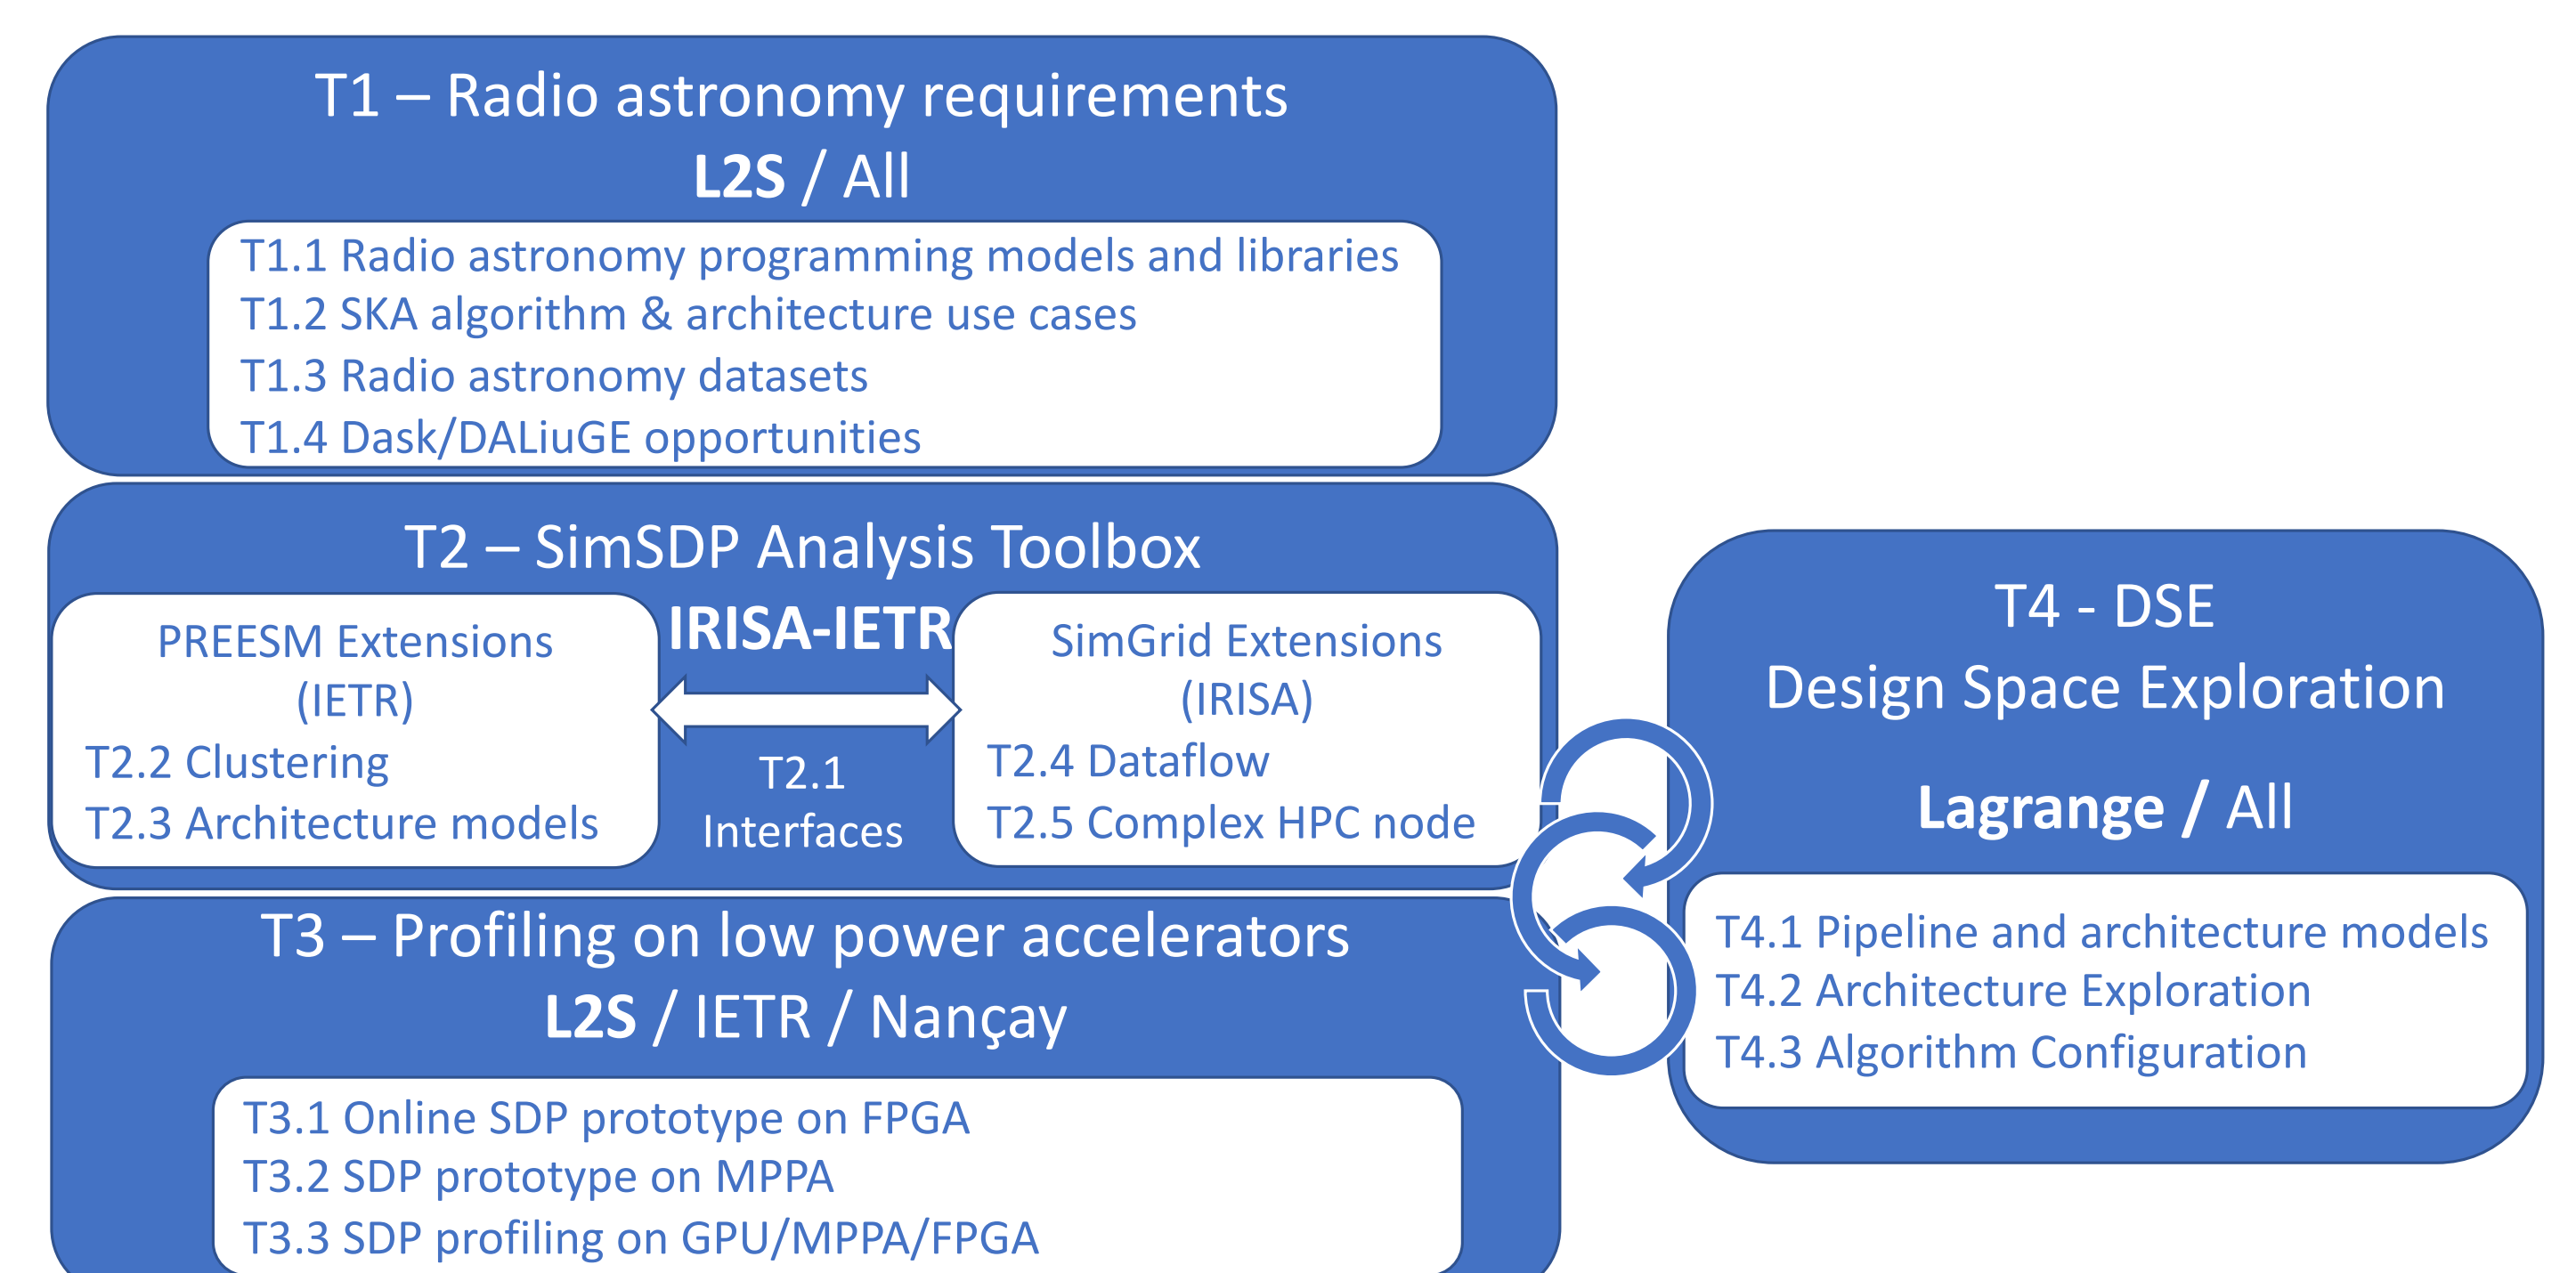 T1 – Radio astronomy requirements
L2S / All
T1.1 Radio astronomy programming models and libraries
T1.2 SKA algorithm & architecture use cases
T1.3 Radio astronomy datasets
T1.4 Dask/DALiuGE opportunities
T2 – SimSDP Analysis Toolbox
IRISA-IETR
PREESM Extensions
(IETR)
T2.2 Clustering
T2.3 Architecture models
T2.1
Interfaces
SimGrid Extensions
(IRISA)
T2.4 Dataflow
T2.5 Complex HPC node
T3 – Profiling on low power accelerators
L2S / IETR / Nançay
T3.1 Online SDP prototype on FPGA
T3.2 SDP prototype on MPPA
T3.3 SDP profiling on GPU/MPPA/FPGA
T4 - DSE
Design Space Exploration
Lagrange / All
T4.1 Pipeline and architecture models
T4.2 Architecture Exploration
T4.3 Algorithm Configuration